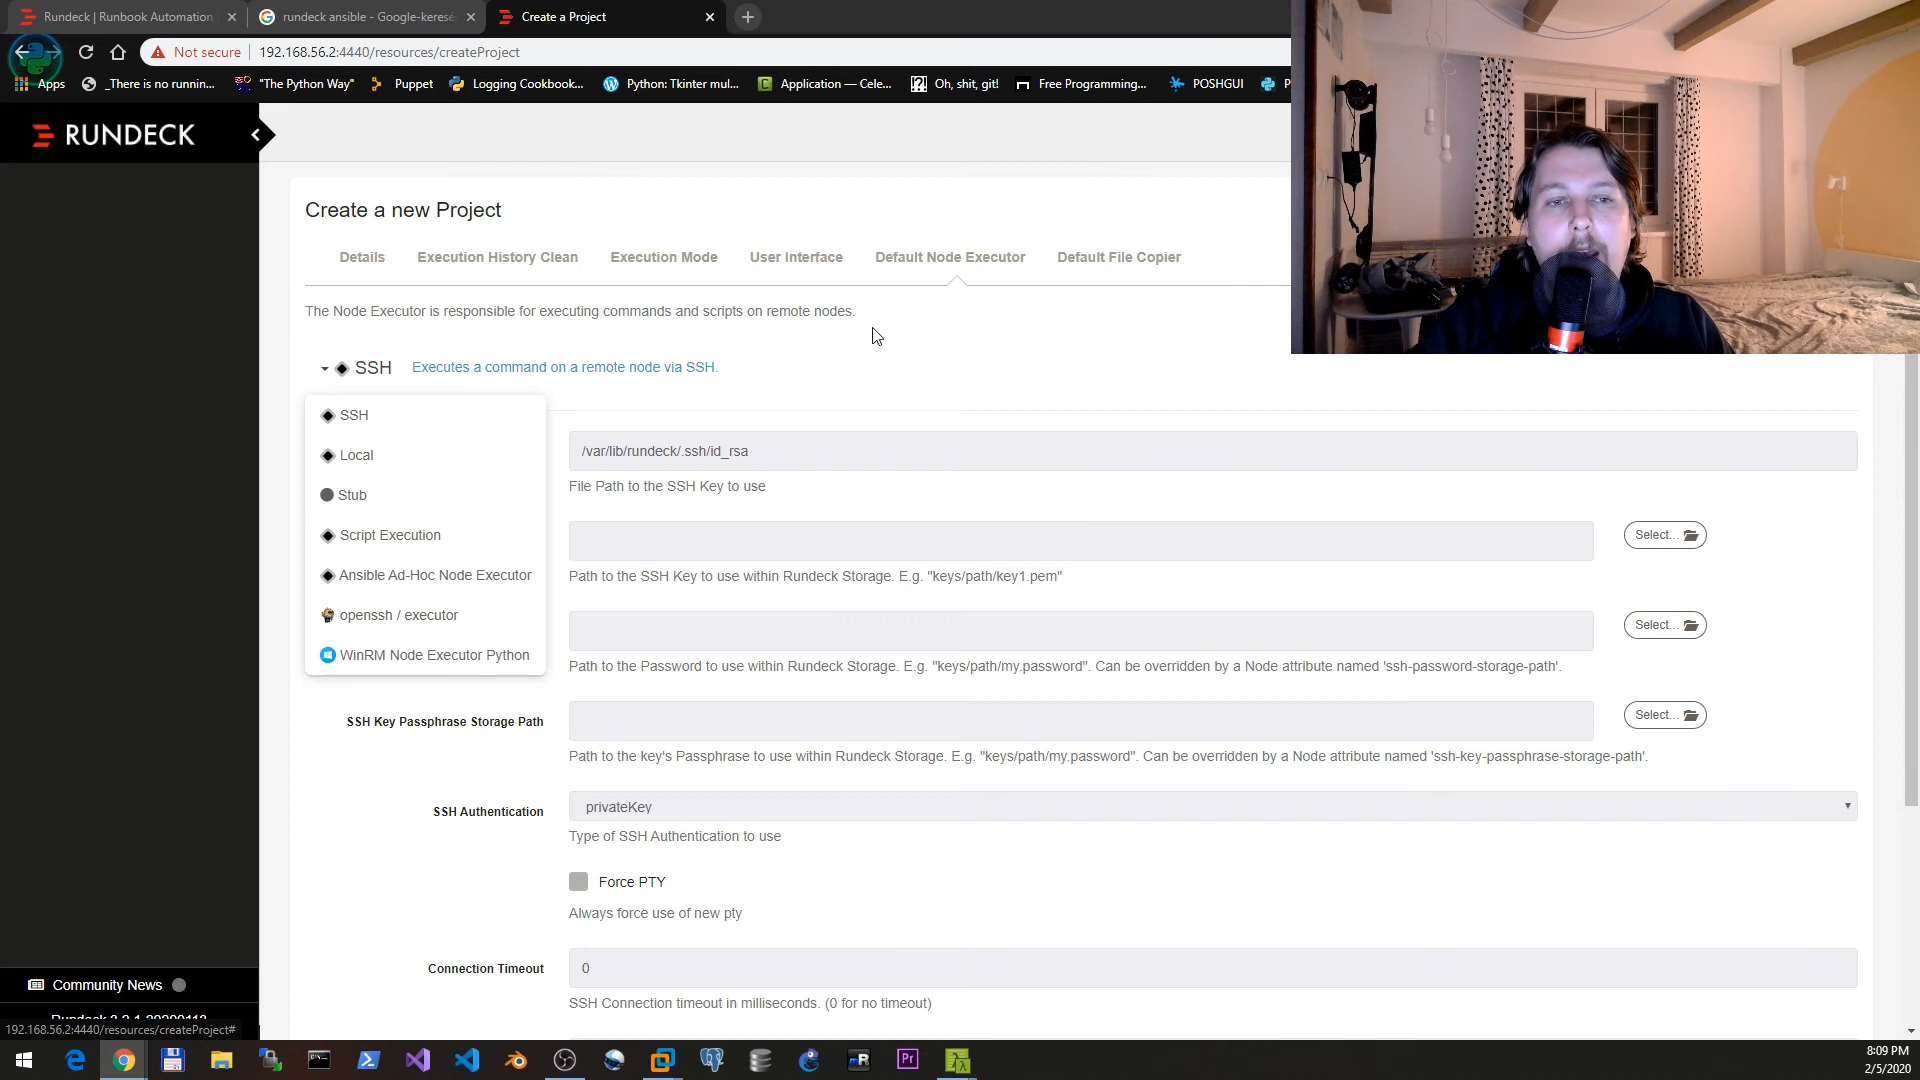 Rundeck | Runbook Automation
rundeck ansible - Google-keresé
Create a Project
Not secure
192.168.56.2:4440/resources/createProject
Apps
_There is no runnin...
"The Python Way"
Puppet
Logging Cookbook...
Python: Tkinter mul...
Application — Cele...
Oh, shit, git!
Free Programming...
POSHGUI
RUNDECK
Create a new Project
Details
Execution History Clean
Execution Mode
User Interface
Default Node Executor
Default File Copier
The Node Executor is responsible for executing commands and scripts on remote nodes.
SSH
Executes a command on a remote node via SSH.
SSH
Local
Stub
Script Execution
Ansible Ad-Hoc Node Executor
openssh / executor
WinRM Node Executor Python
/var/lib/rundeck/.ssh/id_rsa
File Path to the SSH Key to use
Select...
Path to the SSH Key to use within Rundeck Storage. E.g. "keys/path/key1.pem"
Select...
Path to the Password to use within Rundeck Storage. E.g. "keys/path/my.password". Can be overridden by a Node attribute named 'ssh-password-storage-path'.
SSH Key Passphrase Storage Path
Select...
Path to the key's Passphrase to use within Rundeck Storage. E.g. "keys/path/my.password". Can be overridden by a Node attribute named 'ssh-key-passphrase-storage-path'.
SSH Authentication
privateKey
Type of SSH Authentication to use
Force PTY
Always force use of new pty
Connection Timeout
0
SSH Connection timeout in milliseconds. (0 for no timeout)
Community News
192.168.56.2:4440/resources/createProject#
8:09 PM
2/5/2020